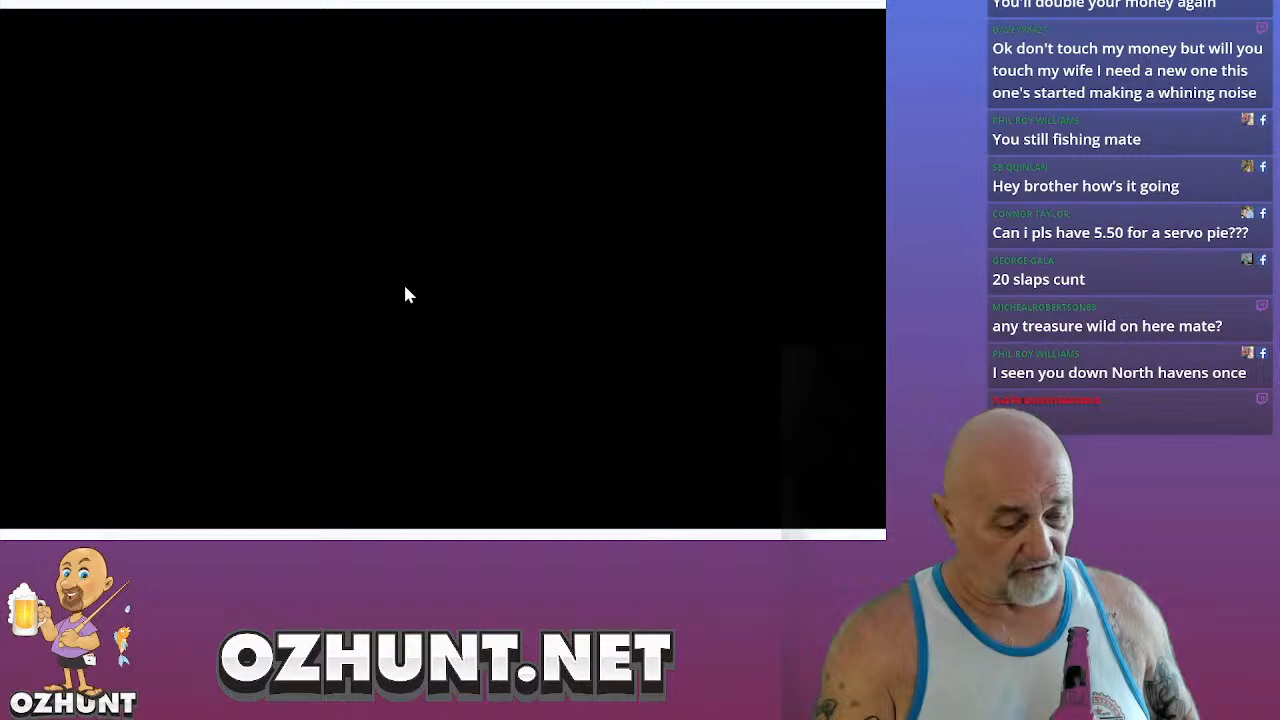 You'll double your money again
DAVEY98424
Ok don't touch my money but will you
touch my wife I need a new one this
one's started making a whining noise
PHIL ROY WILLIAMS
You still fishing mate
SB QUINLAN
Hey brother how's it going
CONNOR TAYLOR
Can i pls have 5.50 for a servo pie???
GEORGE GALA
20 slaps cunt
MICHEALROBERTSON88
any treasure wild on here mate?
PHIL ROY WILLIAMS
I seen you down North havens once
OZHUNT
OZHUNT.NET